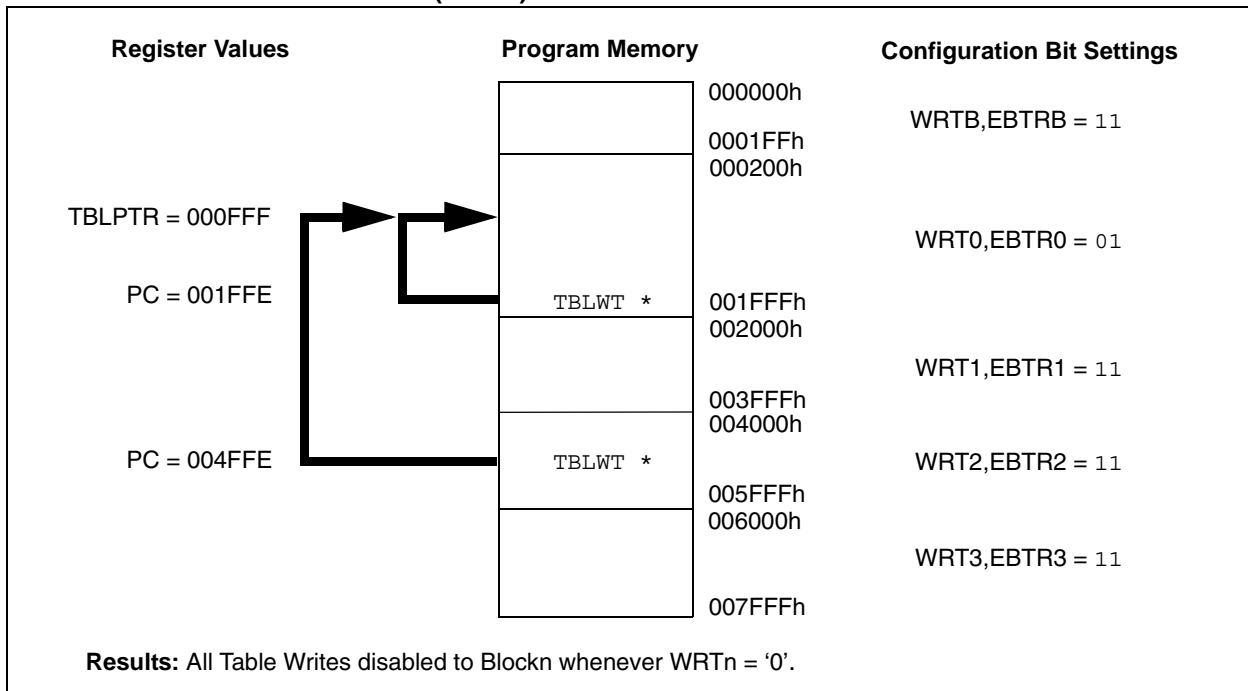 Register Values
Program Memory
Configuration Bit Settings
000000h
WRTB,EBTRB = 11
0001FFh
000200h
TBLPTR = 000FFF
WRT0,EBTR0 = 01
PC = 001FFE
TBLWT *
001FFFh
002000h
WRT1,EBTR1 = 11
003FFFh
004000h
PC = 004FFE
TBLWT *
WRT2,EBTR2 = 11
005FFFh
006000h
WRT3,EBTR3 = 11
007FFFh
Results: All Table Writes disabled to Blockn whenever WRTn = ‘0’.